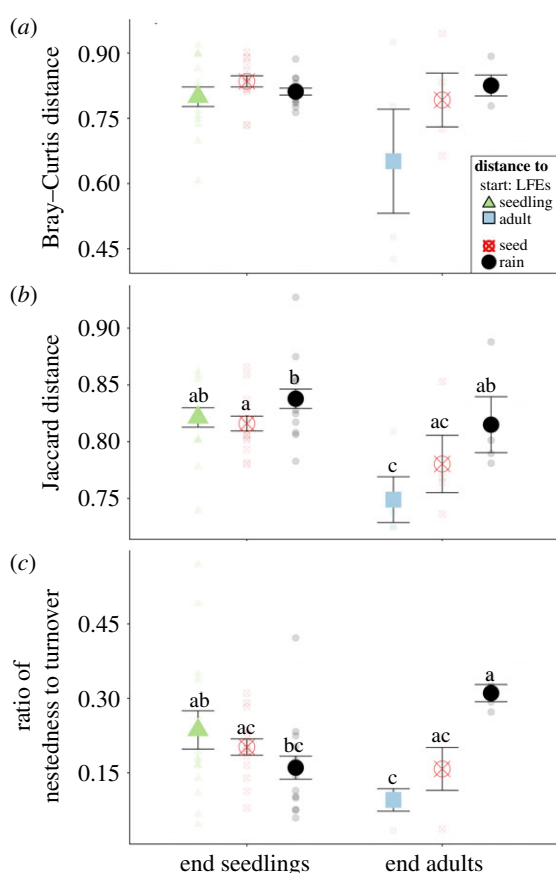 (a)
Bray–Curtis distance
0.90
0.75
0.60
0.45
distance to
start: LFEs
seedling
adult
seed
rain
(b)
Jaccard distance
0.90
0.85
0.80
0.75
ab
a
b
c
ac
ab
(c)
ratio of
nestedness to turnover
0.45
0.30
0.15
ab
ac
bc
c
ac
a
end seedlings
end adults